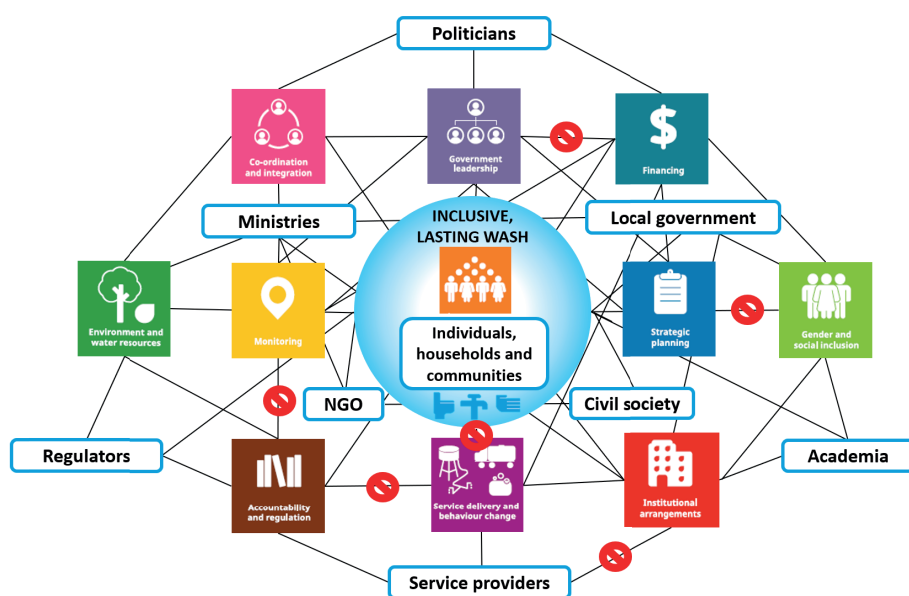 Politicians
Co-ordination
and integration
Government
leadership
$
Financing
Ministries
INCLUSIVE,
LASTING WASH
Local government
Environment and
water resources
Monitoring
Individuals,
households and
communities
Strategic
planning
Gender and
social inclusion
NGO
Civil society
Regulators
Academia
Accountability
and regulation
Service delivery and
behaviour change
Institutional
arrangements
Service providers